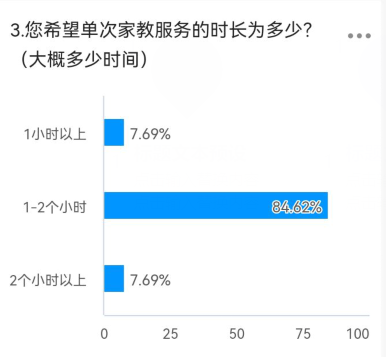 3.您希望单次家教服务的时长为多少?
（大概多少时间）
1小时以上 7.69%
1-2个小时 84.62%
2个小时以上 7.69%
0 25 50 75 100